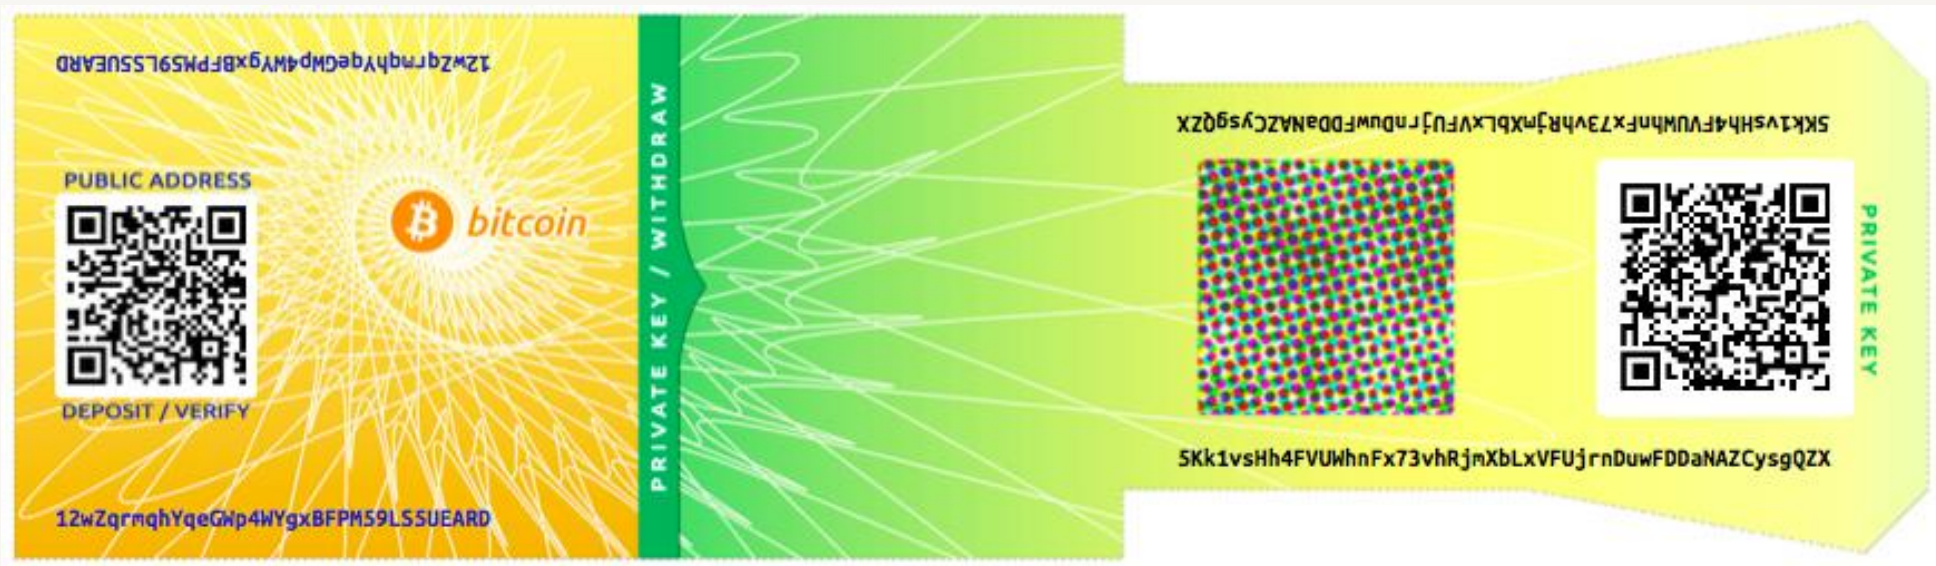 12wZqrmqhYqeGWp4WYgxBFPM59LS5UEARD
PUBLIC ADDRESS
bitcoin
DEPOSIT / VERIFY
12wZqrmqhYqeGWp4WYgxBFPM59LS5UEARD
PRIVATE KEY / WITHDRAW
5Kk1vsHh4FVUWhnFx73vhRjmXbLxVFUjrnDuwFDDaNAZCysgQZX
PRIVATE KEY
5Kk1vsHh4FVUWhnFx73vhRjmXbLxVFUjrnDuwFDDaNAZCysgQZX